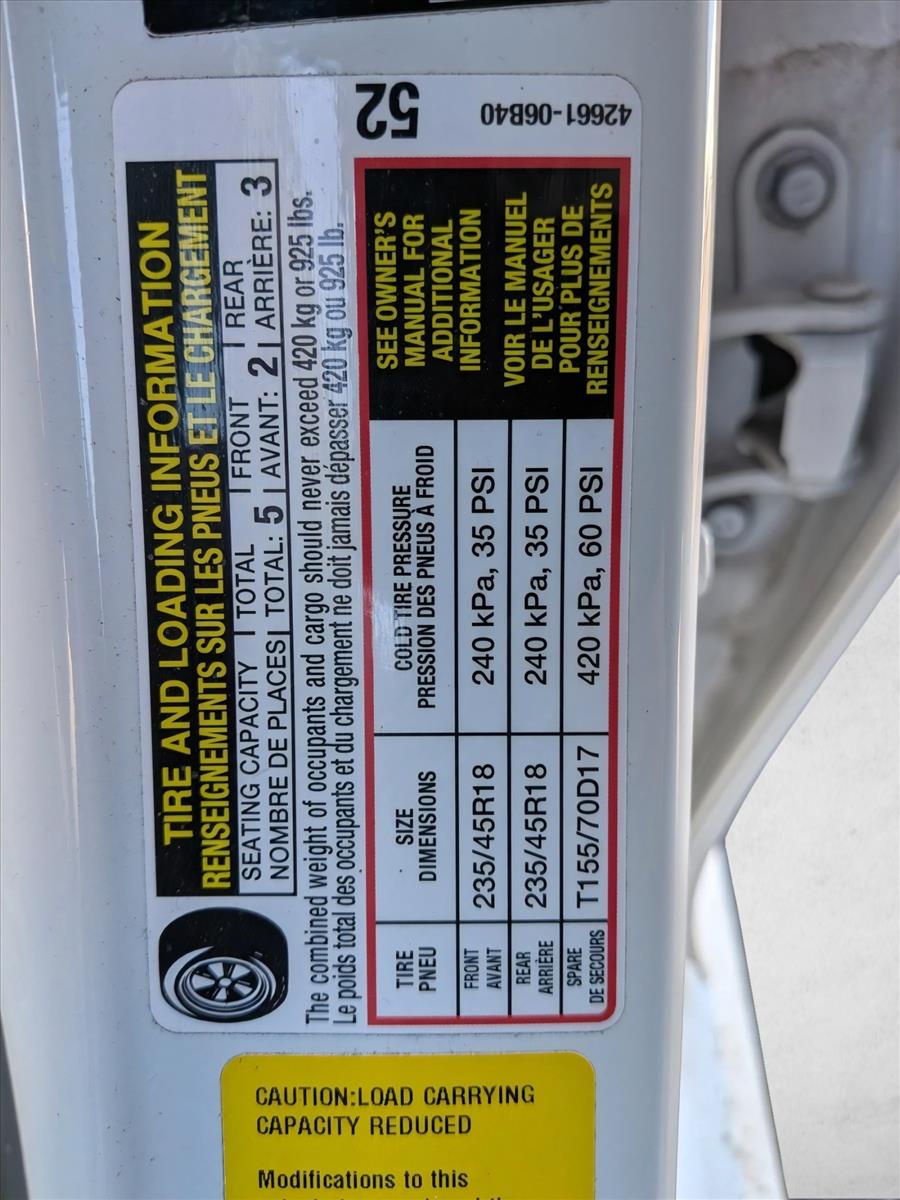 TIRE AND LOADING INFORMATION
RENSEIGNEMENTS SUR LES PNEUS ET LE CHARGEMENT
SEATING CAPACITY TOTAL FRONT REAR
NOMBRE DE PLACES TOTAL: 5 AVANT: 2 ARRIÈRE: 3
The combined weight of occupants and cargo should never exceed 420 kg or 925 lbs.
Le poids total des occupants et du chargement ne doit jamais dépasser 420 kg ou 925 lb.
52
42661-06B40
TIRE SIZE COLD TIRE PRESSURE
PNEU DIMENSIONS PRESSION DES PNEUS À FROID
FRONT
AVANT 235/45R18 240 kPa, 35 PSI
REAR
ARRIÈRE 235/45R18 240 kPa, 35 PSI
SPARE
DE SECOURS T155/70D17 420 kPa, 60 PSI
SEE OWNER'S
MANUAL FOR
ADDITIONAL
INFORMATION
VOIR LE MANUEL
DE L'USAGER
POUR PLUS DE
RENSEIGNEMENTS
CAUTION:LOAD CARRYING
CAPACITY REDUCED
Modifications to this